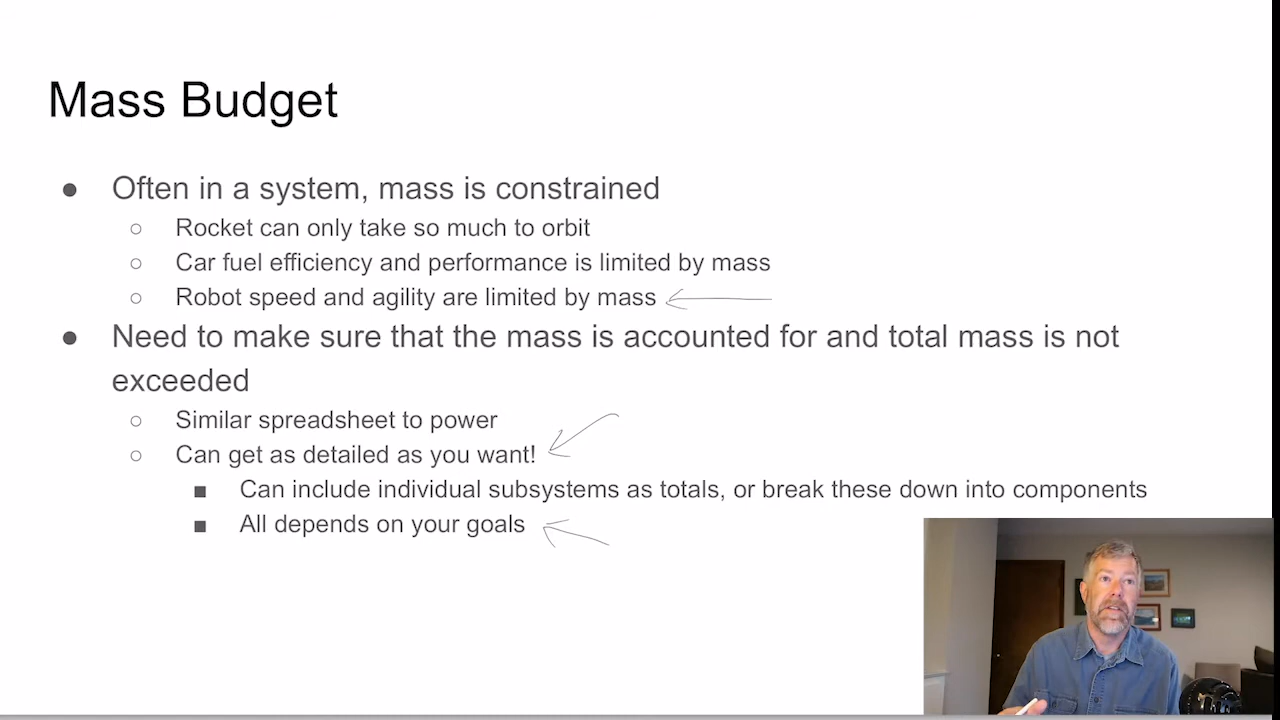 Mass Budget
● Often in a system, mass is constrained
○ Rocket can only take so much to orbit
○ Car fuel efficiency and performance is limited by mass
○ Robot speed and agility are limited by mass
● Need to make sure that the mass is accounted for and total mass is not
exceeded
○ Similar spreadsheet to power
○ Can get as detailed as you want!
■ Can include individual subsystems as totals, or break these down into components
■ All depends on your goals